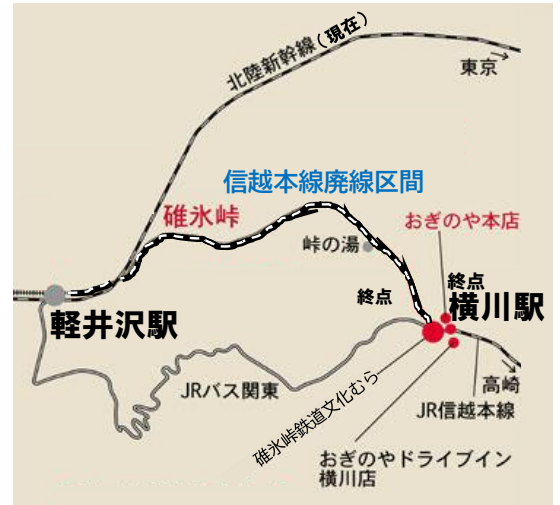 北陸新幹線(現在)
東京
信越本線廃線区間
碓氷峠
おぎのや本店
峠の湯
終点
横川駅
終点
軽井沢駅
高崎
JRバス関東
JR信越本線
碓氷峠鉄道文化むら
おぎのやドライブイン
横川店